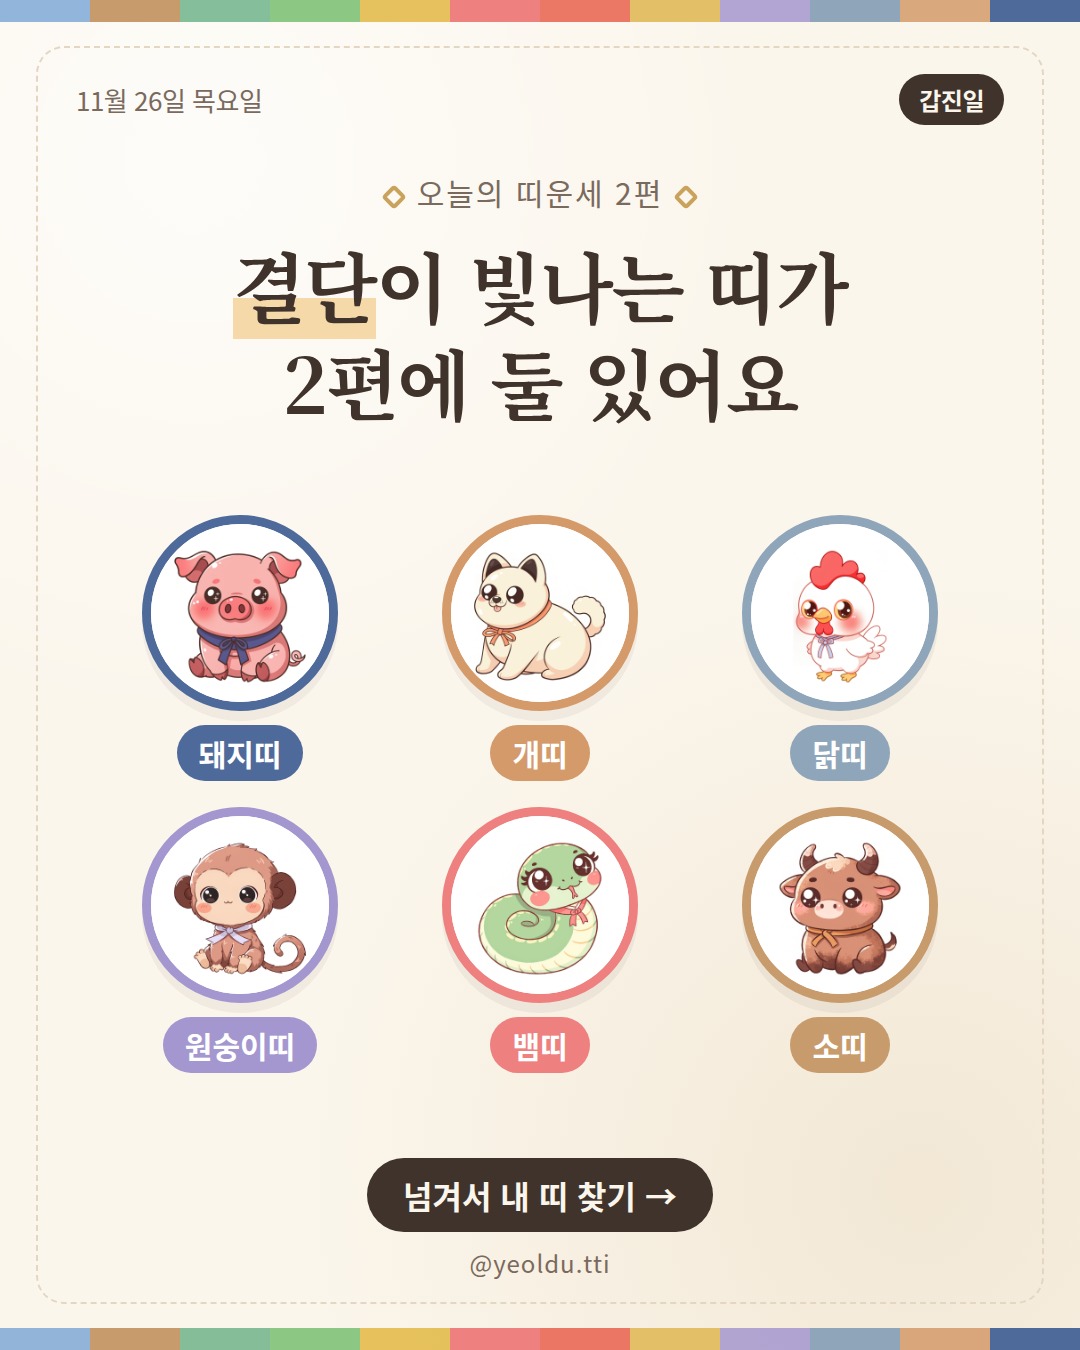 11월 26일 목요일
갑진일
오늘의 띠운세 2편
결단이 빛나는 띠가
2편에 둘 있어요
돼지띠
개띠
닭띠
원숭이띠
뱀띠
소띠
넘겨서 내 띠 찾기 →
@yeoldu.tti